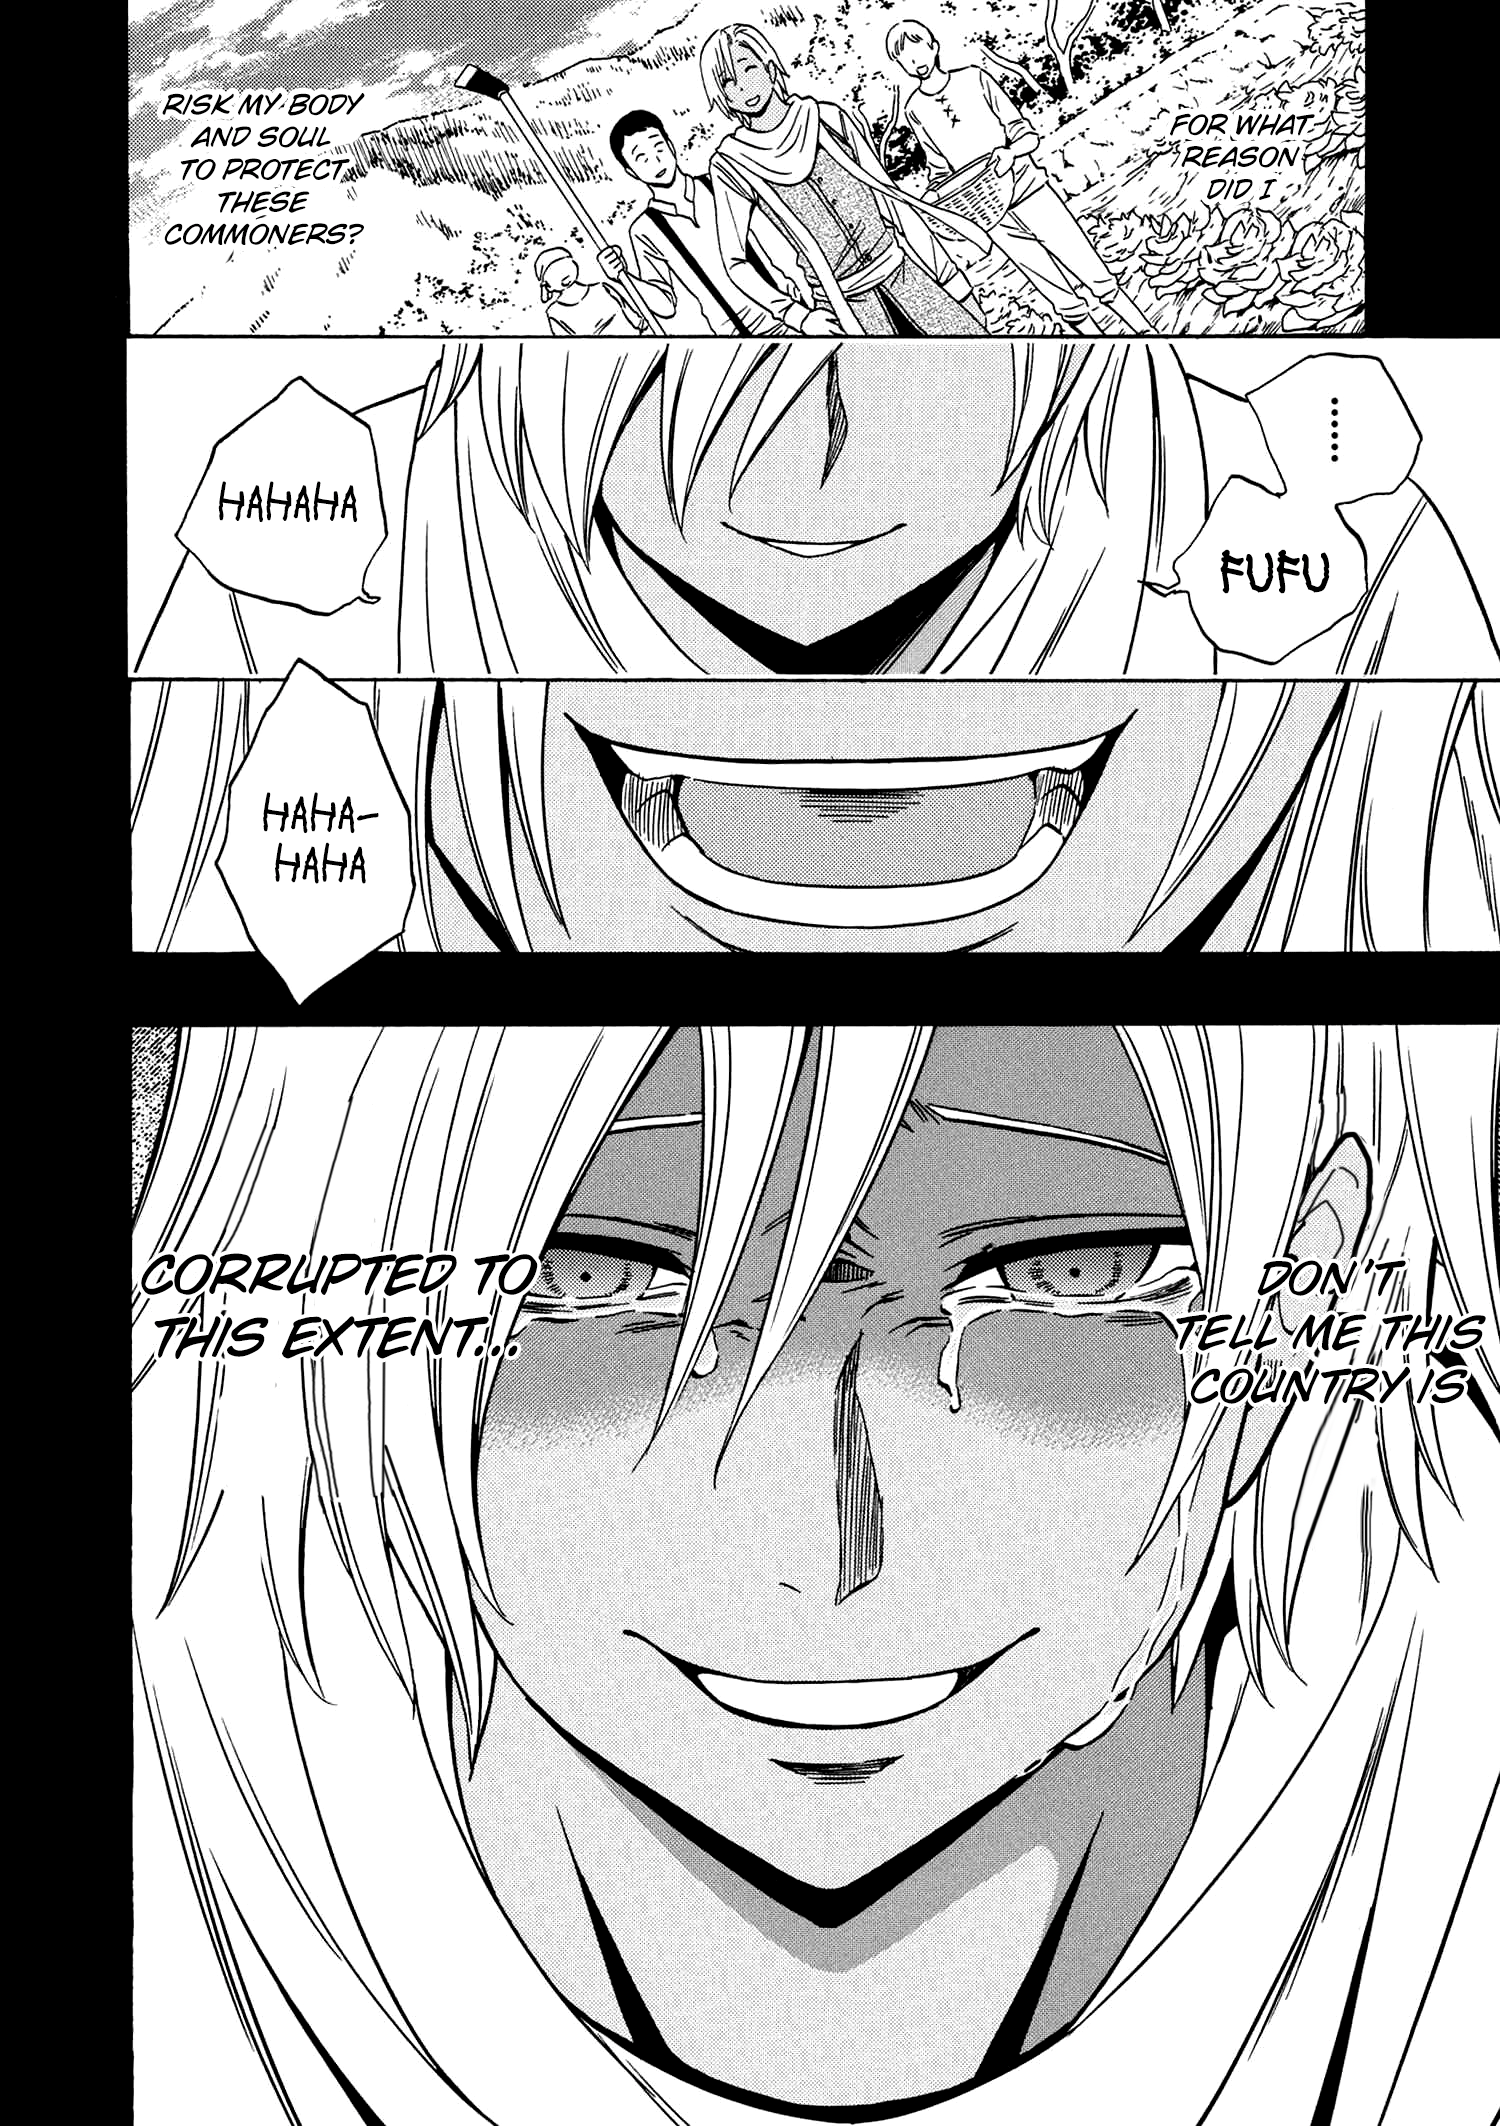 FOR WHAT
REASON
DID I
RISK MY BODY
AND SOUL
TO PROTECT
THESE
COMMONERS?
......
FUFU
HAHAHA
HAHA-
HAHA
DON'T
TELL ME THIS
COUNTRY IS
CORRUPTED TO
THIS EXTENT...